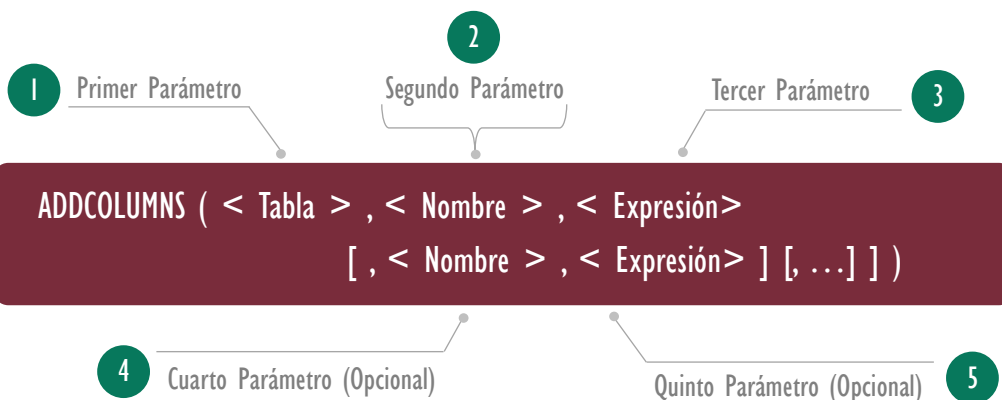 2
1 Primer Parámetro
Segundo Parámetro
Tercer Parámetro 3
ADDCOLUMNS ( < Tabla > , < Nombre > , < Expresión>
[ , < Nombre > , < Expresión> ] [, ...] ] )
4 Cuarto Parámetro (Opcional)
Quinto Parámetro (Opcional) 5